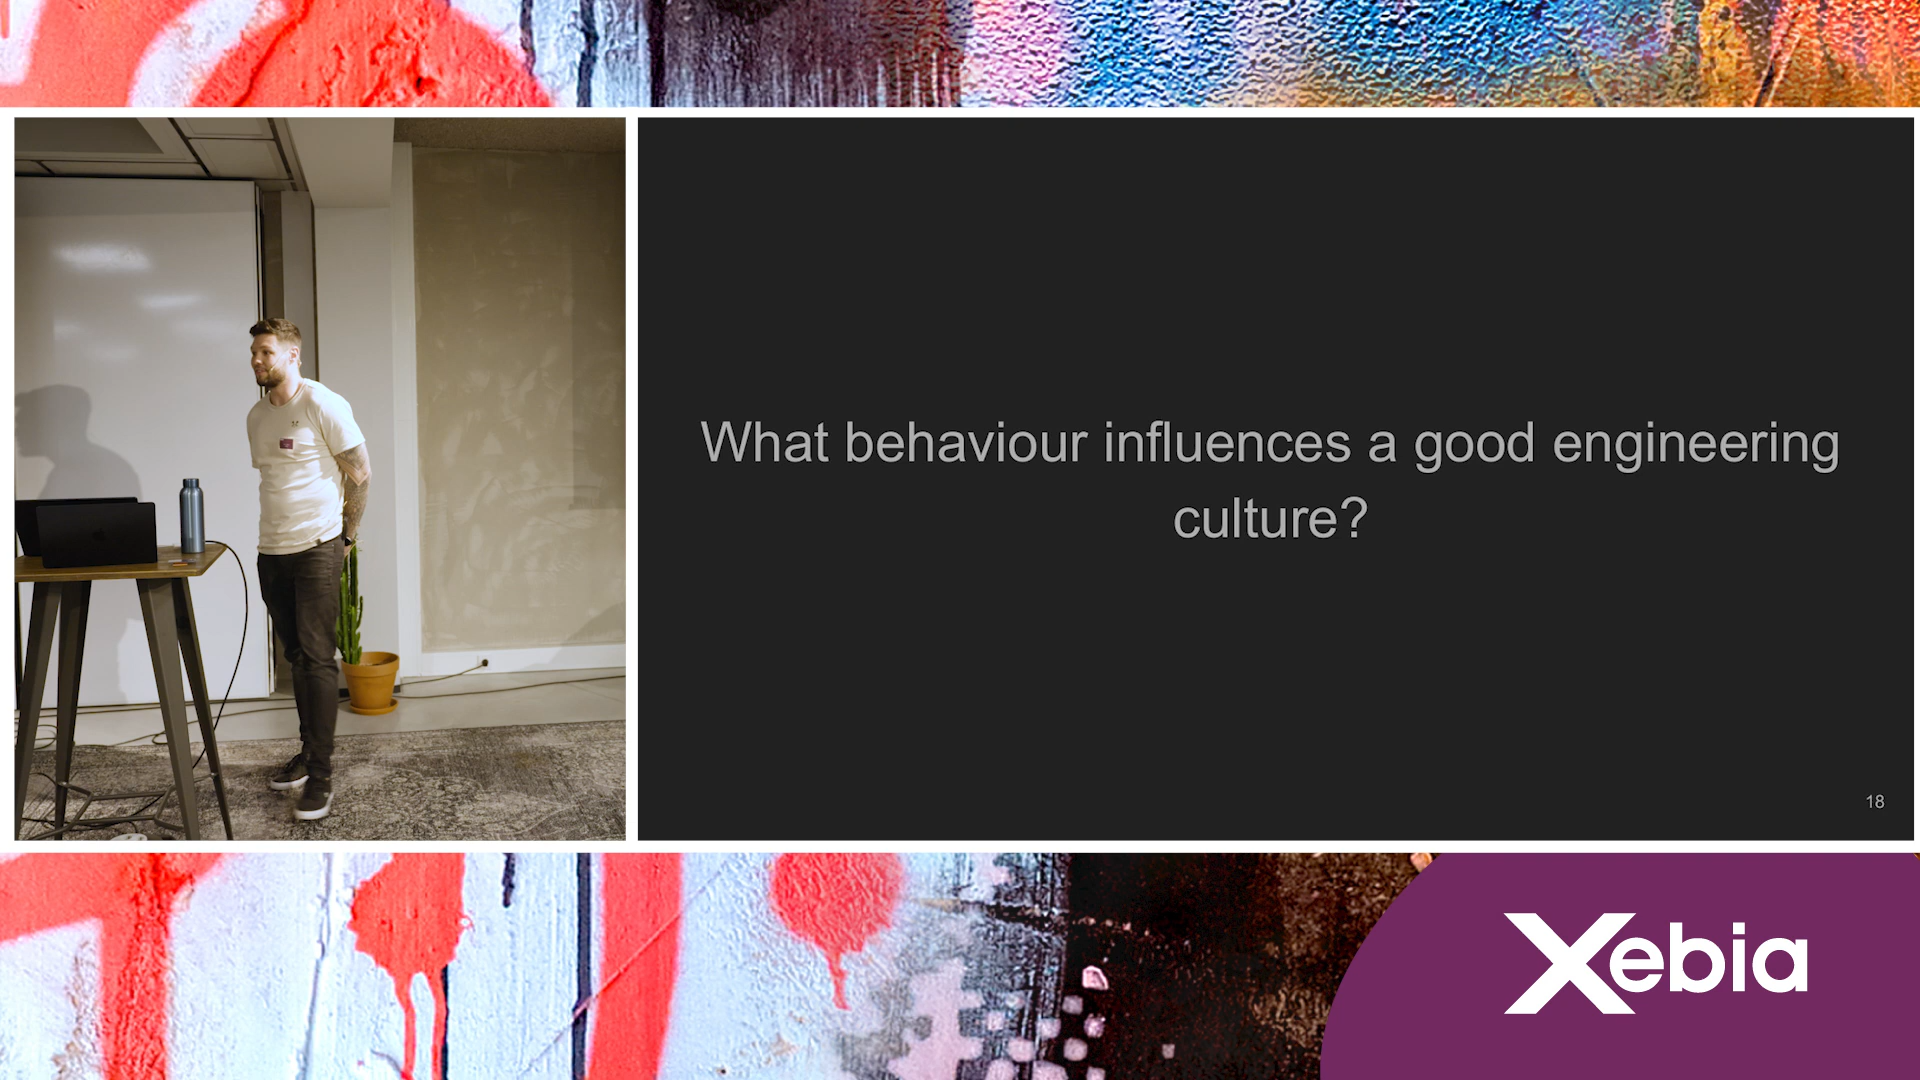 What behaviour influences a good engineering
culture?
18
Xebia